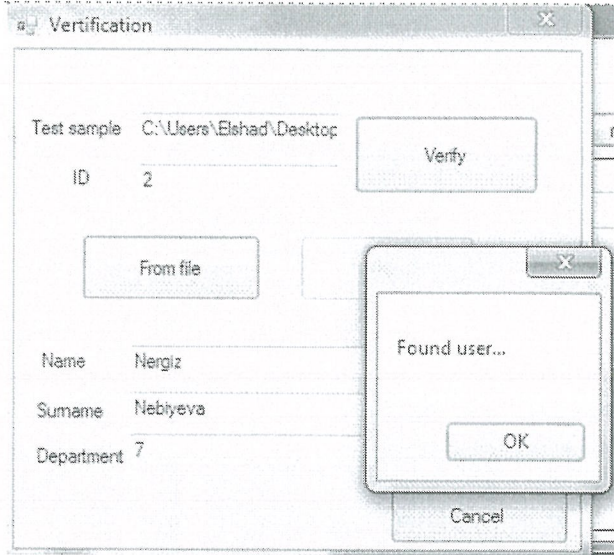 Vertification
Test sample C:\Users\Elshad\Desktop
Verify
ID 2
From file
Found user...
Name Nergiz
Surname Nebiyeva
OK
Department 7
Cancel